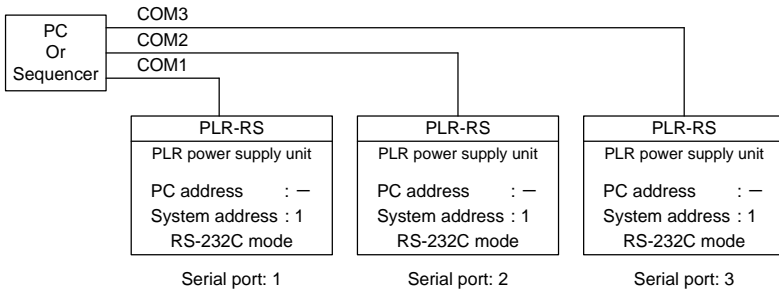 PC
Or
Sequencer
COM3
COM2
COM1
PLR-RS
PLR power supply unit
PC address : －
System address : 1
RS-232C mode
Serial port: 1
PLR-RS
PLR power supply unit
PC address : －
System address : 1
RS-232C mode
Serial port: 2
PLR-RS
PLR power supply unit
PC address : －
System address : 1
RS-232C mode
Serial port: 3